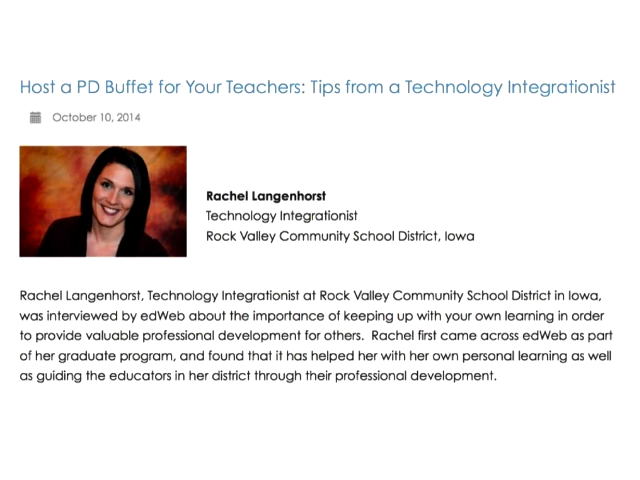 Host a PD Buffet for Your Teachers: Tips from a Technology Integrationist
October 10, 2014
Rachel Langenhorst
Technology Integrationist
Rock Valley Community School District, Iowa
Rachel Langenhorst, Technology Integrationist at Rock Valley Community School District in Iowa,
was interviewed by edWeb about the importance of keeping up with your own learning in order
to provide valuable professional development for others.  Rachel first came across edWeb as part
of her graduate program, and found that it has helped her with her own personal learning as well
as guiding the educators in her district through their professional development.